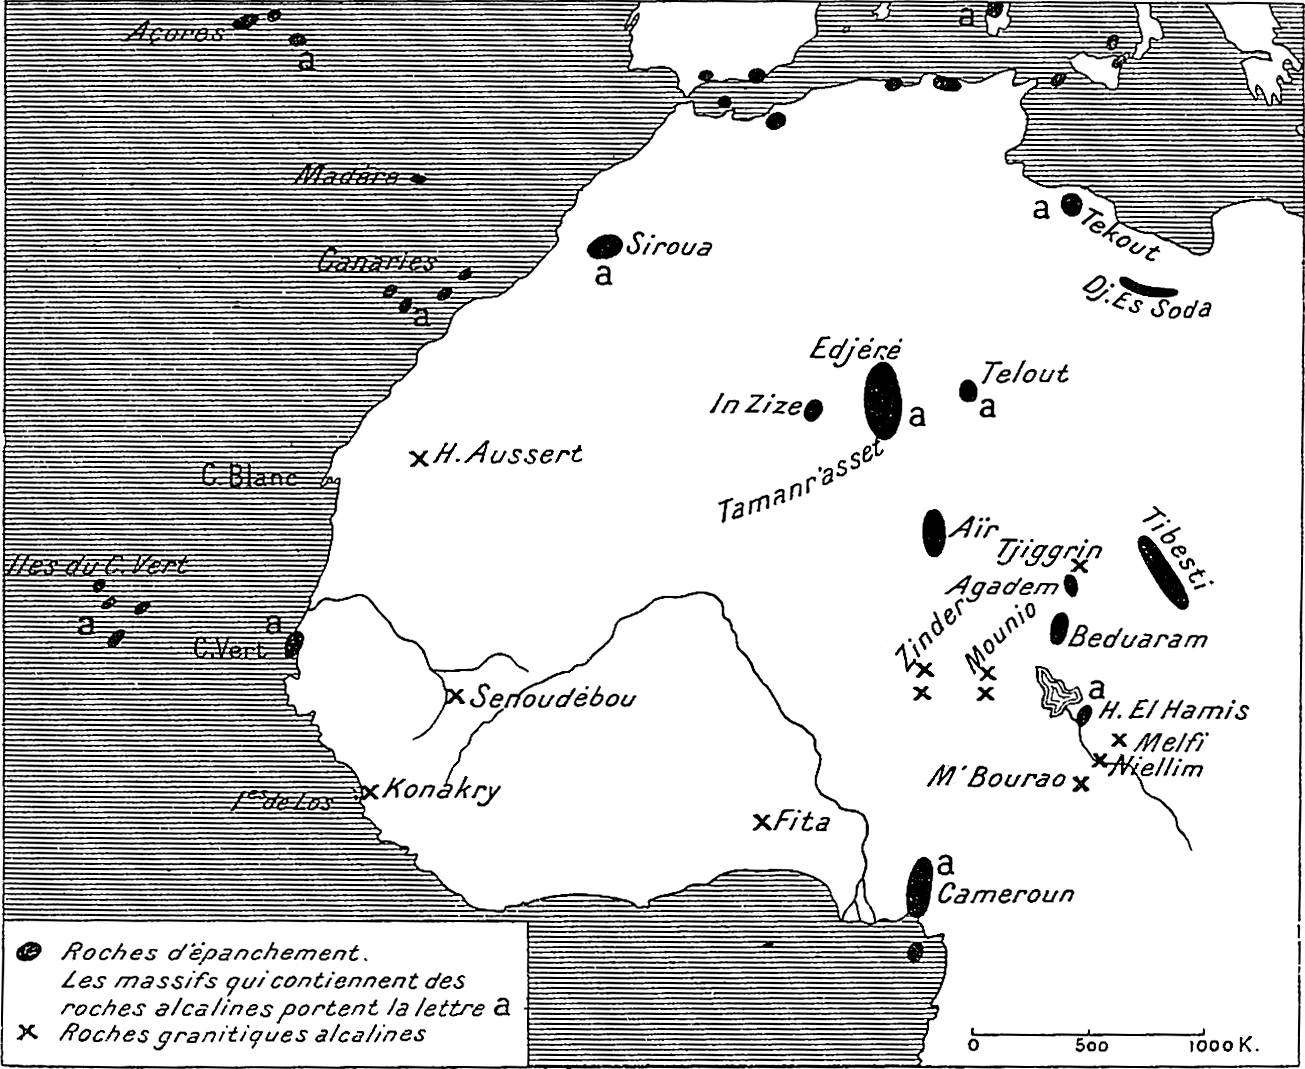 Açores
a
a
Madère
Canaries
a
Siroua
a
a
Tekout
Dj. Es Soda
Edjéré
In Zize
a
Telout
a
Tamanr'asset
H. Aussert
C. Blanc
Iles du C. Vert
a
a
C. Vert
Aïr
Tjiggrin
Tibesti
Agadem
Zinder
Mounio
Beduaram
Senoudébou
a
H. El Hamis
Melfi
Niellim
M' Bourao
Konakry
Ies de Los
Fita
a
Cameroun
Roches d'épanchement.
Les massifs qui contiennent des
roches alcalines portent la lettre a
x Roches granitiques alcalines
0 500 1000 K.